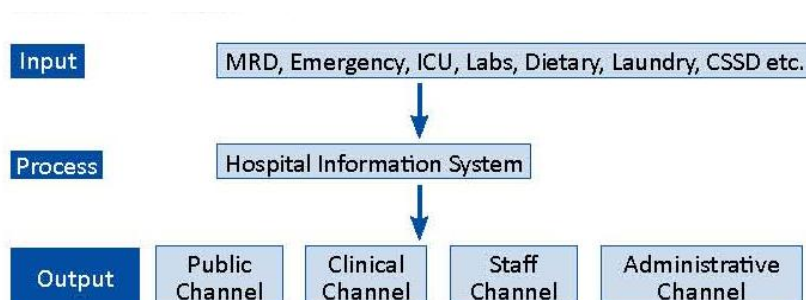 Input
MRD, Emergency, ICU, Labs, Dietary, Laundry, CSSD etc.
Process
Hospital Information System
Output
Public
Channel
Clinical
Channel
Staff
Channel
Administrative
Channel